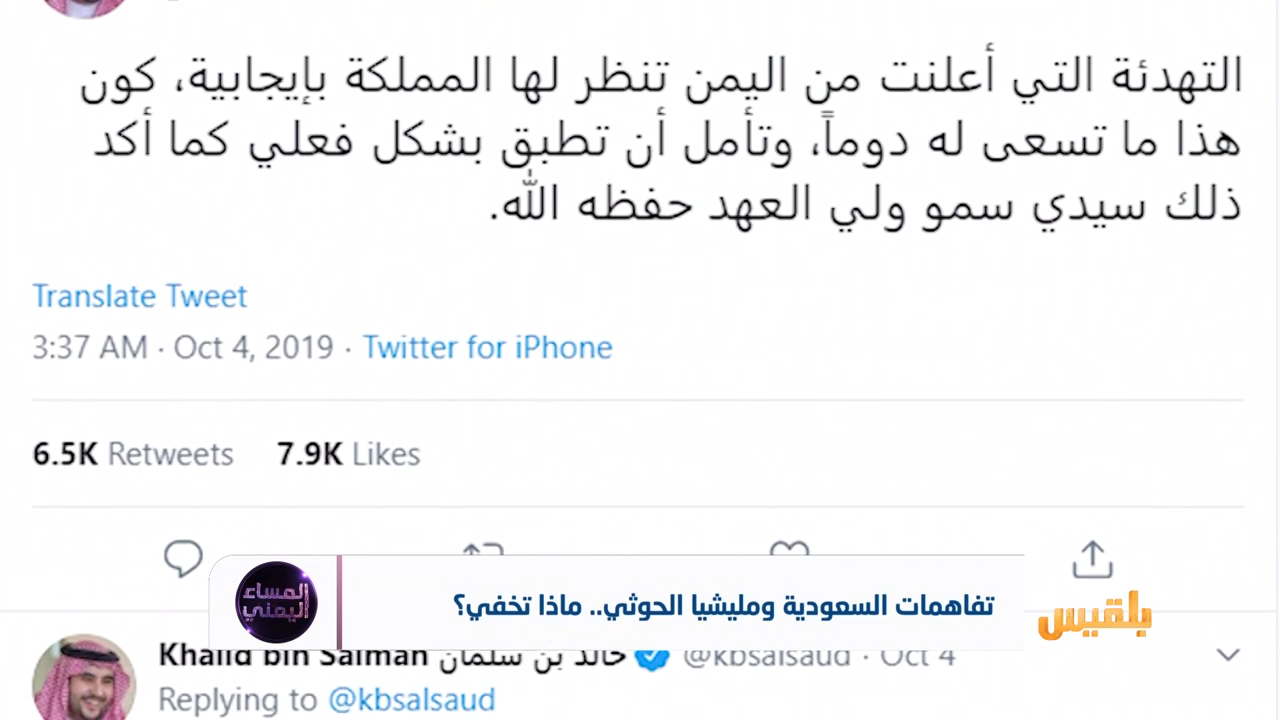 التهدئة التي أعلنت من اليمن تنظر لها المملكة بإيجابية، كون
هذا ما تسعى له دوماً، وتأمل أن تطبق بشكل فعلي كما أكد
ذلك سيدي سمو ولي العهد حفظه الله.
Translate Tweet
3:37 AM · Oct 4, 2019 · Twitter for iPhone
6.5K Retweets 7.9K Likes
المساء
اليمني
تفاهمات السعودية ومليشيا الحوثي.. ماذا تخفي؟
بلقيس
Khalid bin Salman خالد بن سلمان @kbsalsaud · Oct 4
Replying to @kbsalsaud